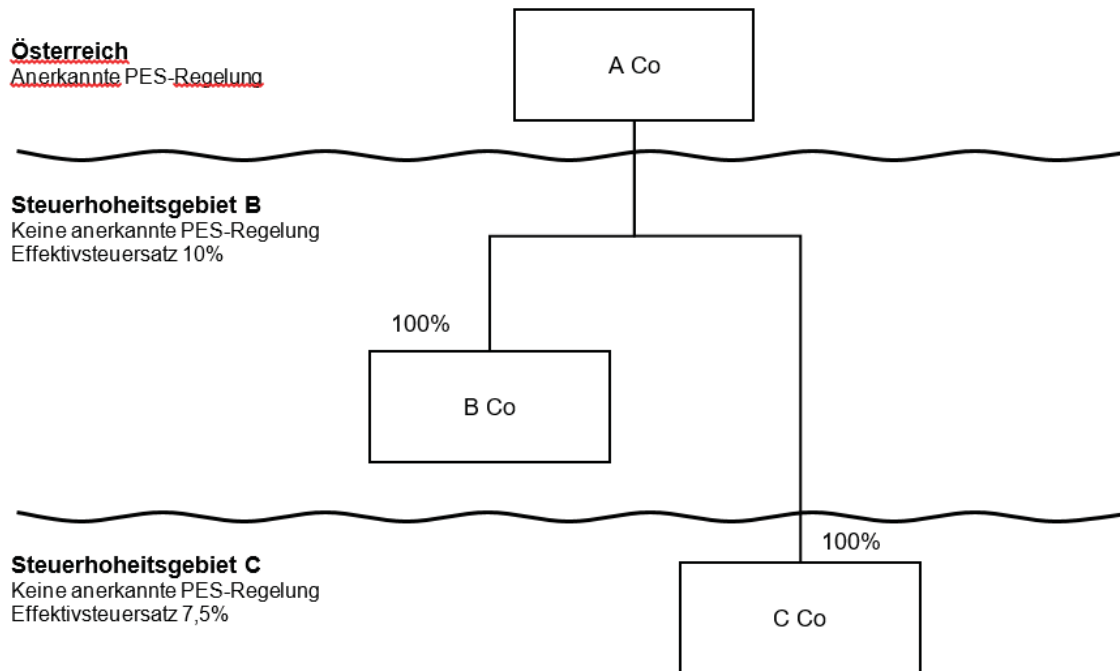 Österreich
Anerkannte PES-Regelung
A Co
Steuerhoheitsgebiet B
Keine anerkannte PES-Regelung
Effektivsteuersatz 10%
100%
B Co
Steuerhoheitsgebiet C
Keine anerkannte PES-Regelung
Effektivsteuersatz 7,5%
100%
C Co